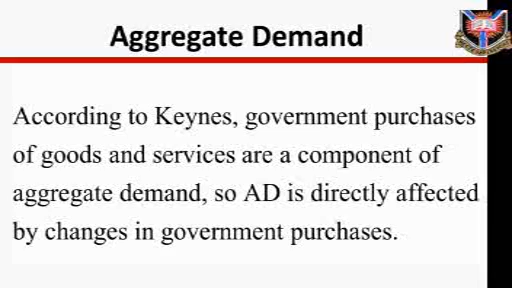 Aggregate Demand
According to Keynes, government purchases
of goods and services are a component of
aggregate demand, so AD is directly affected
by changes in government purchases.